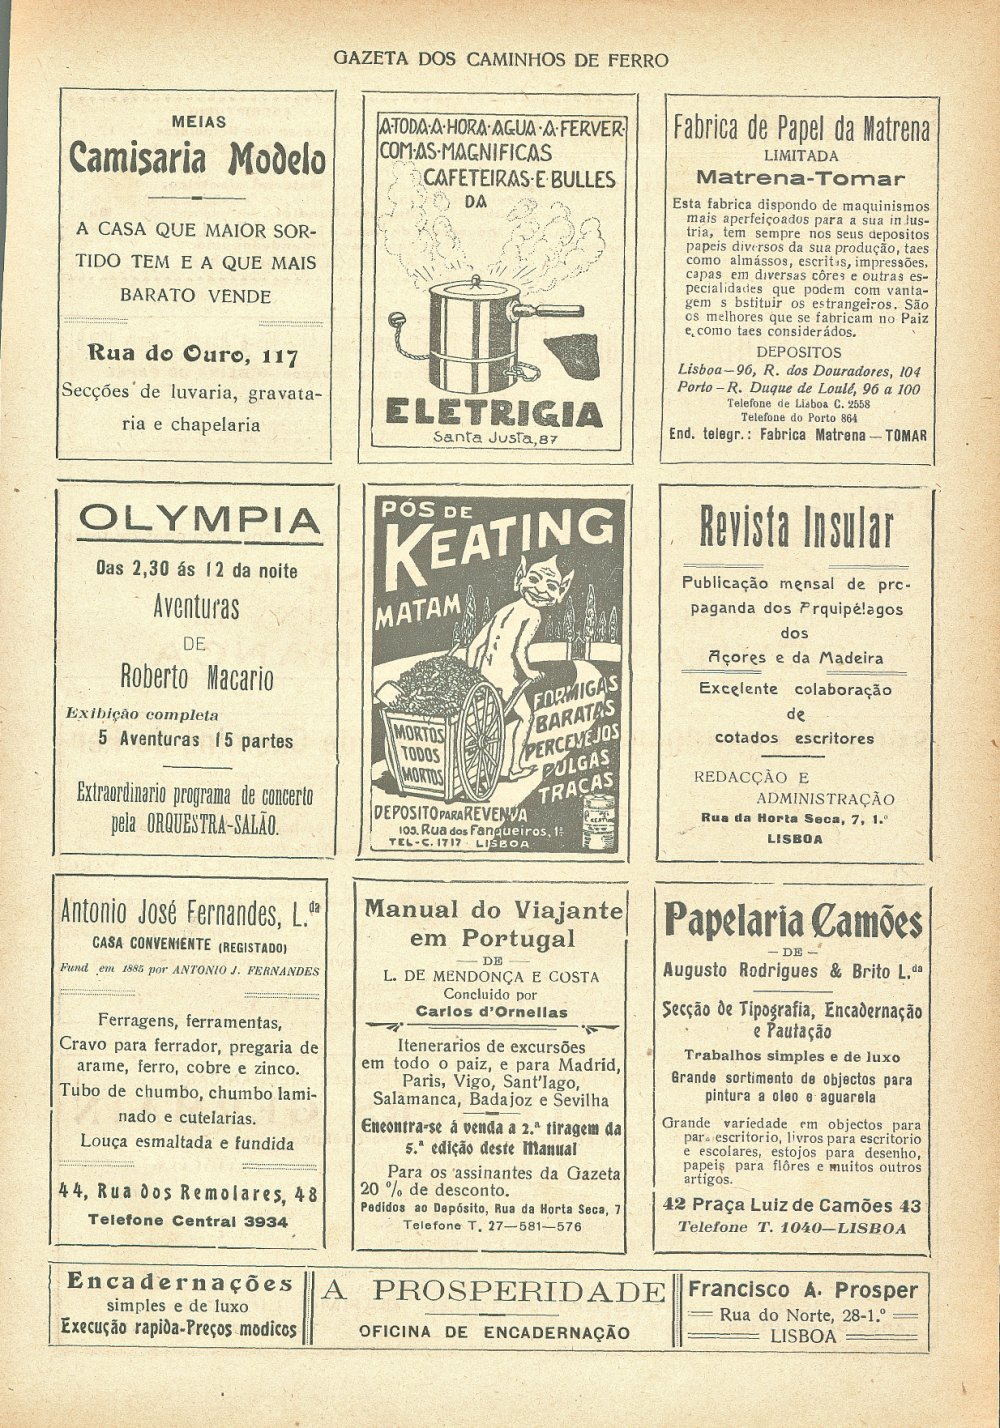 GAZETA DOS CAMINHOS DE FERRO
MEIAS
Camisaria Modelo
A CASA QUE MAIOR SOR-
TIDO TEM E A QUE MAIS
BARATO VENDE
Rua do Ouro, 117
Secções de luvaria, gravata-
ria e chapelaria
A·TODA·A·HORA·AGUA·A·FERVER·
COM·AS·MAGNIFICAS
CAFETEIRAS·E·BULLES
DA
ELETRIGIA
Santa Justa, 87
Fabrica de Papel da Matrena
LIMITADA
Matrena-Tomar
Esta fabrica dispondo de maquinismos
mais aperfeiçoados para a sua indus-
tria, tem sempre nos seus depositos
papeis diversos da sua produção, taes
como almássos, escritas, impressões,
capas em diversas côres e outras es-
pecialidades que podem com vanta-
gem s bstituir os estrangeiros. São
os melhores que se fabricam no Paiz
e, como taes considerádos.
DEPOSITOS
Lisboa—96, R. dos Douradores, 104
Porto—R. Duque de Loulé, 96 a 100
Telefone de Lisboa C. 2558
Telefone do Porto 864
End. telegr.: Fabrica Matrena—TOMAR
OLYMPIA
Das 2,30 ás 12 da noite
Aventuras
DE
Roberto Macario
Exibição completa
5 Aventuras 15 partes
Extraordinario programa de concerto
pela ORQUESTRA-SALÃO.
PÓS DE
KEATING
MATAM
FORMIGAS
BARATAS
PERCEVEJOS
PULGAS
TRAÇAS
MORTOS
TODOS
MORTOS
DEPOSITO PARA REVENDA
103. Rua dos Fanqueiros, 1º
TEL-C. 1717 · LISBOA
Revista Insular
Publicação mensal de pro-
paganda dos Arquipélagos
dos
Açores e da Madeira
Excelente colaboração
de
cotados escritores
REDACÇÃO E
ADMINISTRAÇÃO
Rua da Horta Seca, 7, 1.º
LISBOA
Antonio José Fernandes, L.da
CASA CONVENIENTE (REGISTADO)
Fund em 1885 por ANTONIO J. FERNANDES
Ferragens, ferramentas,
Cravo para ferrador, pregaria de
arame, ferro, cobre e zinco.
Tubo de chumbo, chumbo lami-
nado e cutelarias.
Louça esmaltada e fundida
44, Rua dos Remolares, 48
Telefone Central 3934
Manual do Viajante
em Portugal
—DE—
L. DE MENDONÇA E COSTA
Concluido por
Carlos d'Ornellas
Itenerarios de excursões
em todo o paiz, e para Madrid,
Paris, Vigo, Sant'Iago,
Salamanca, Badajoz e Sevilha
Encontra-se á venda a 2.ª tiragem da
5.ª edição deste Manual
Para os assinantes da Gazeta
20 % de desconto.
Pedidos ao Depósito, Rua da Horta Seca, 7
Telefone T. 27—581—576
Papelaria Camões
—DE—
Augusto Rodrigues & Brito L.da
Secção de Tipografia, Encadernação
e Pautação
Trabalhos simples e de luxo
Grande sortimento de objectos para
pintura a oleo e aguarela
Grande variedade em objectos para
para escritorio, livros para escritorio
e escolares, estojos para desenho,
papeis para flôres e muitos outros
artigos.
42 Praça Luiz de Camões 43
Telefone T. 1040—LISBOA
Encadernações
simples e de luxo
Execução rapida-Preços modicos
A PROSPERIDADE
OFICINA DE ENCADERNAÇÃO
Francisco A. Prosper
Rua do Norte, 28-1.º
LISBOA